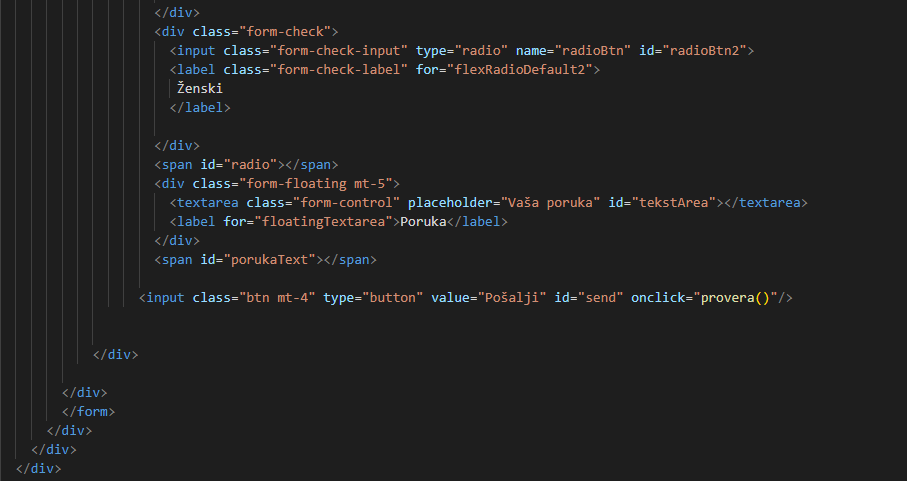 </div>
<div class="form-check">
<input class="form-check-input" type="radio" name="radioBtn" id="radioBtn2">
<label class="form-check-label" for="flexRadioDefault2">
Ženski
</label>
</div>
<span id="radio"></span>
<div class="form-floating mt-5">
<textarea class="form-control" placeholder="Vaša poruka" id="tekstArea"></textarea>
<label for="floatingTextarea">Poruka</label>
</div>
<span id="porukaText"></span>
<input class="btn mt-4" type="button" value="Pošalji" id="send" onclick="provera()"/>
</div>
</div>
</form>
</div>
</div>
</div>